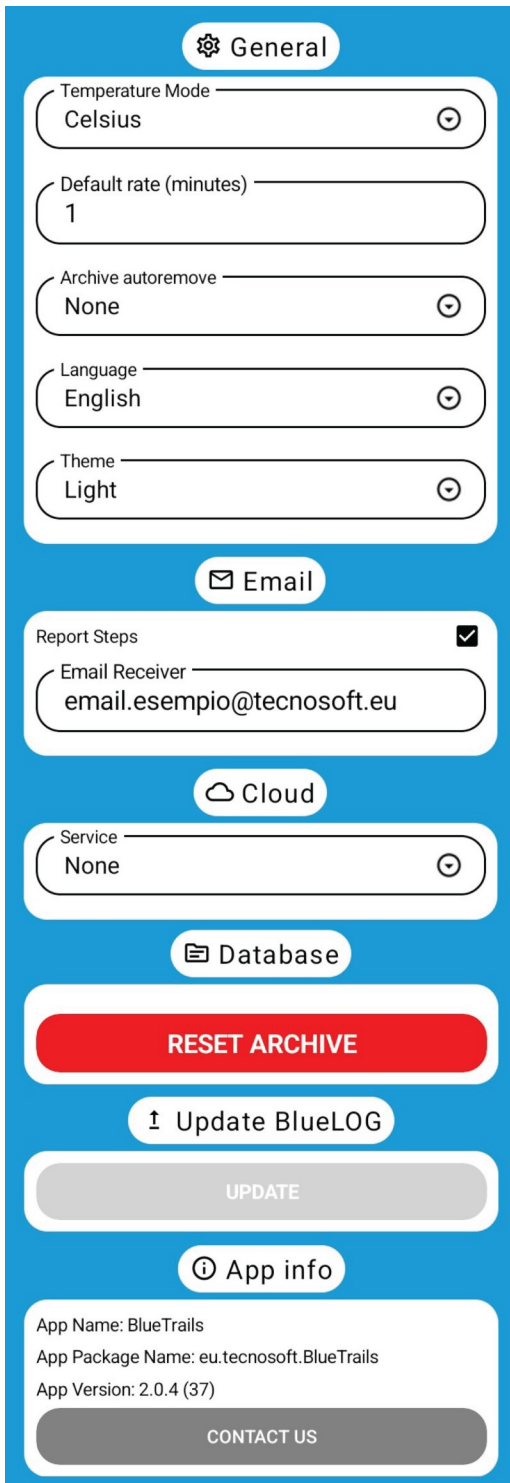 General
Temperature Mode
Celsius
Default rate (minutes)
1
Archive autoremove
None
Language
English
Theme
Light
Email
Report Steps
Email Receiver
email.esempio@tecnosoft.eu
Cloud
Service
None
Database
RESET ARCHIVE
Update BlueLOG
UPDATE
App info
App Name: BlueTrails
App Package Name: eu.tecnosoft.BlueTrails
App Version: 2.0.4 (37)
CONTACT US